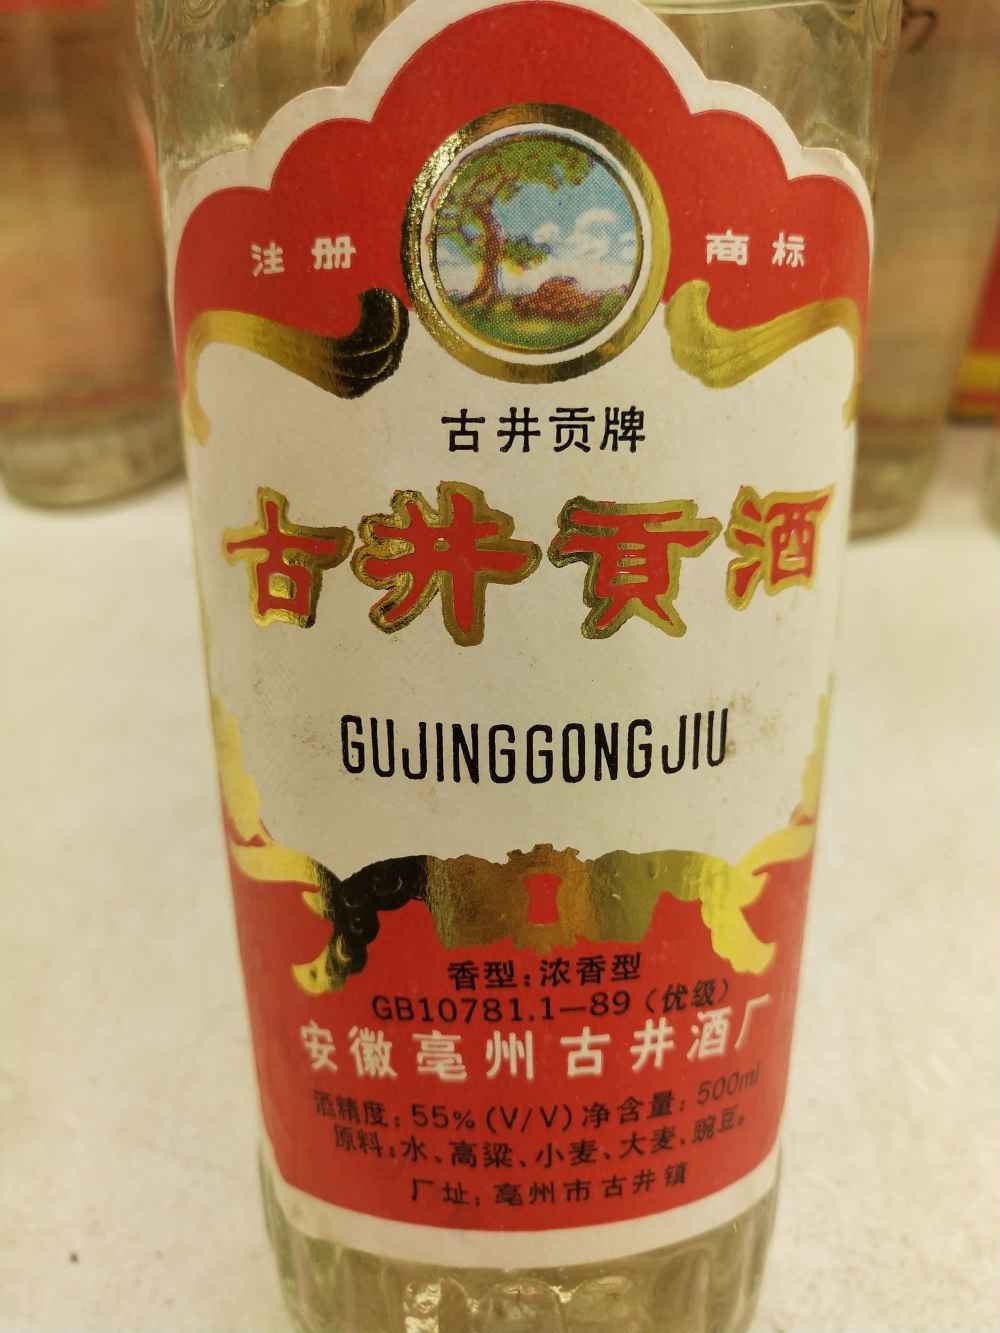 注册 商标
古井贡牌
古井贡酒
GUJINGGONGJIU
香型:浓香型
GB10781.1—89(优级)
安徽亳州古井酒厂
酒精度:55%(V/V)净含量:500ml
原料:水、高粱、小麦、大麦、豌豆。
厂址:亳州市古井镇